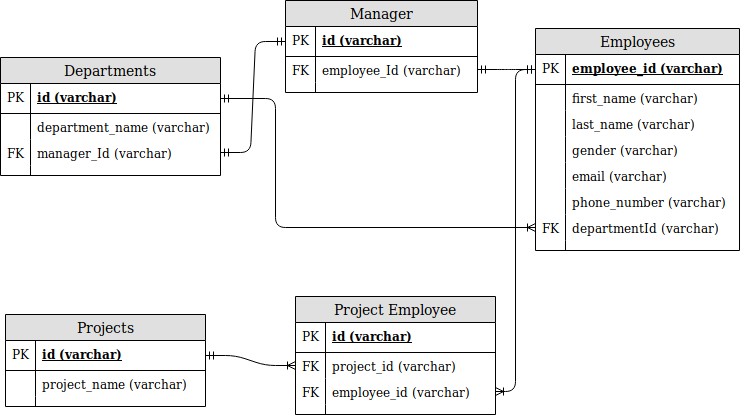 Manager
PK id (varchar)
FK employee_Id (varchar)
Employees
PK employee_id (varchar)
first_name (varchar)
last_name (varchar)
gender (varchar)
email (varchar)
phone_number (varchar)
FK departmentId (varchar)
Departments
PK id (varchar)
department_name (varchar)
FK manager_Id (varchar)
Projects
PK id (varchar)
project_name (varchar)
Project Employee
PK id (varchar)
FK project_id (varchar)
FK employee_id (varchar)